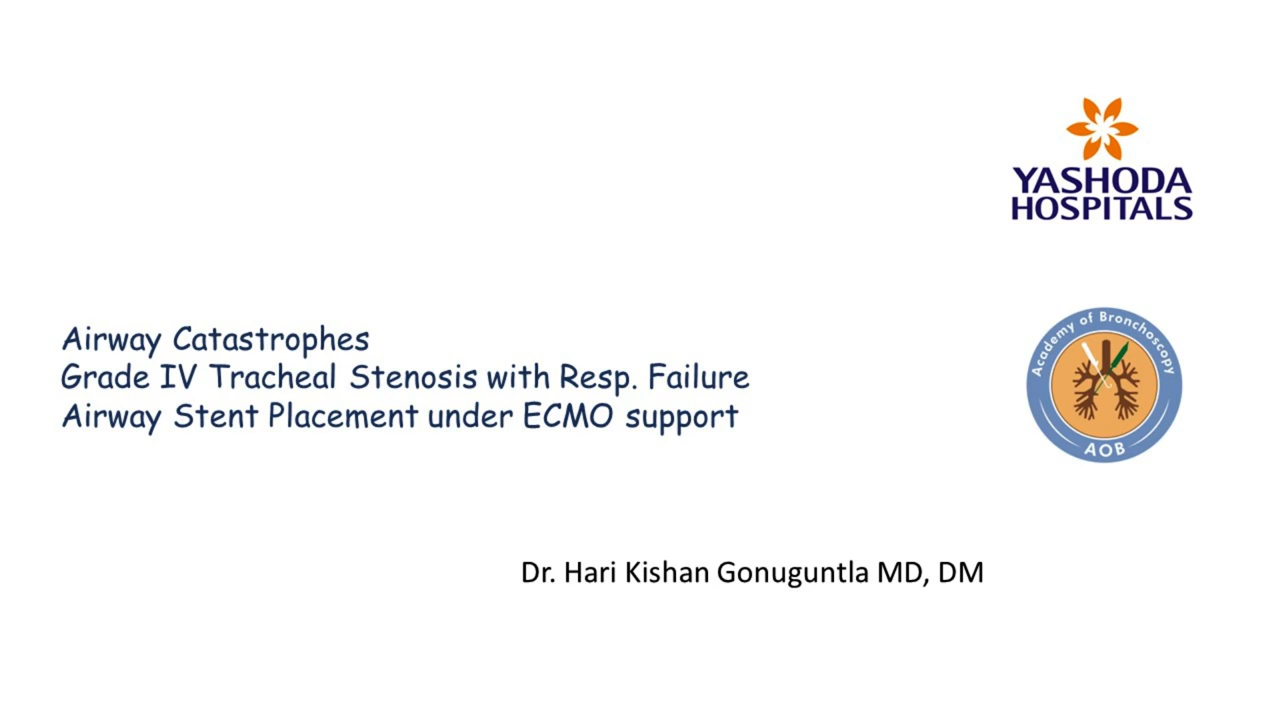 YASHODA
HOSPITALS
Airway Catastrophes
Grade IV Tracheal Stenosis with Resp. Failure
Airway Stent Placement under ECMO support
Academy of Bronchoscopy
AOB
Dr. Hari Kishan Gonuguntla MD, DM